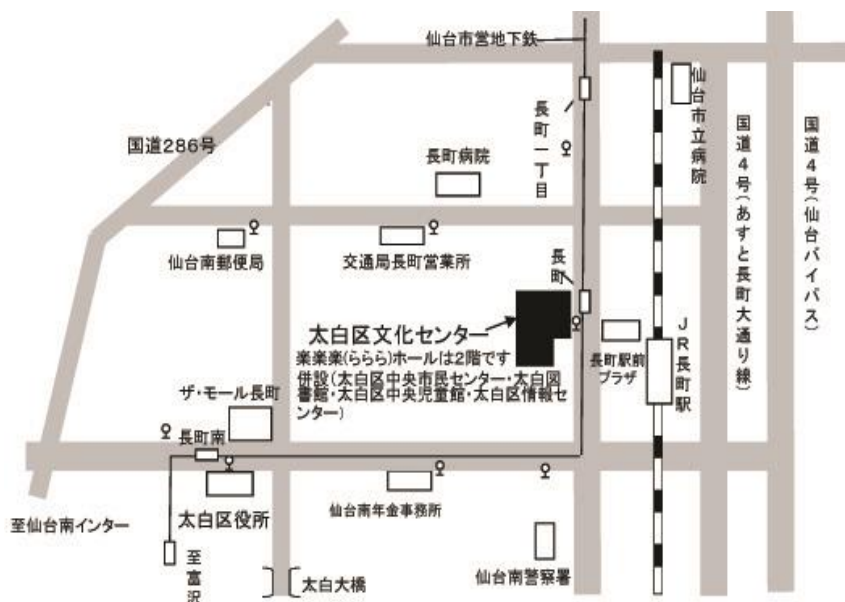 仙台市営地下鉄
長町一丁目
仙台市立病院
国道286号
長町病院
国道4号(あすと長町大通り線)
国道4号(仙台バイパス)
仙台南郵便局
交通局長町営業所
長町
太白区文化センター
楽楽楽(ららら)ホールは2階です
併設(太白区中央市民センター・太白図
書館・太白区中央児童館・太白区情報セ
ンター)
長町駅前
プラザ
JR長町駅
ザ・モール長町
長町南
太白区役所
仙台南年金事務所
至仙台南インター
至富沢
太白大橋
仙台南警察署